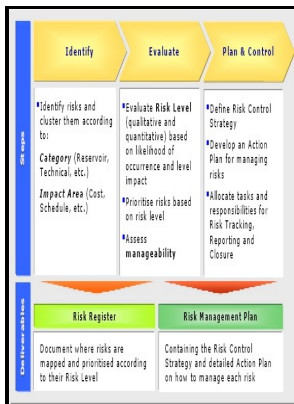 Identify
Evaluate
Plan & Control
Steps
Identify risks and
cluster them according
to:
Category (Reservoir,
Technical, etc.)
Impact Area (Cost,
Schedule, etc.)
Evaluate Risk Level
(qualitative and
quantitative) based
on likelihood of
occurrence and level
impact
Prioritise risks based
on risk level
Assess
manageability
Define Risk Control
Strategy
Develop an Action
Plan for managing
risks
Allocate tasks and
responsibilities for
Risk Tracking,
Reporting and
Closure
Deliverables
Risk Register
Document where risks are
mapped and prioritised according
to their Risk Level
Risk Management Plan
Containing the Risk Control
Strategy and detailed Action Plan
on how to manage each risk